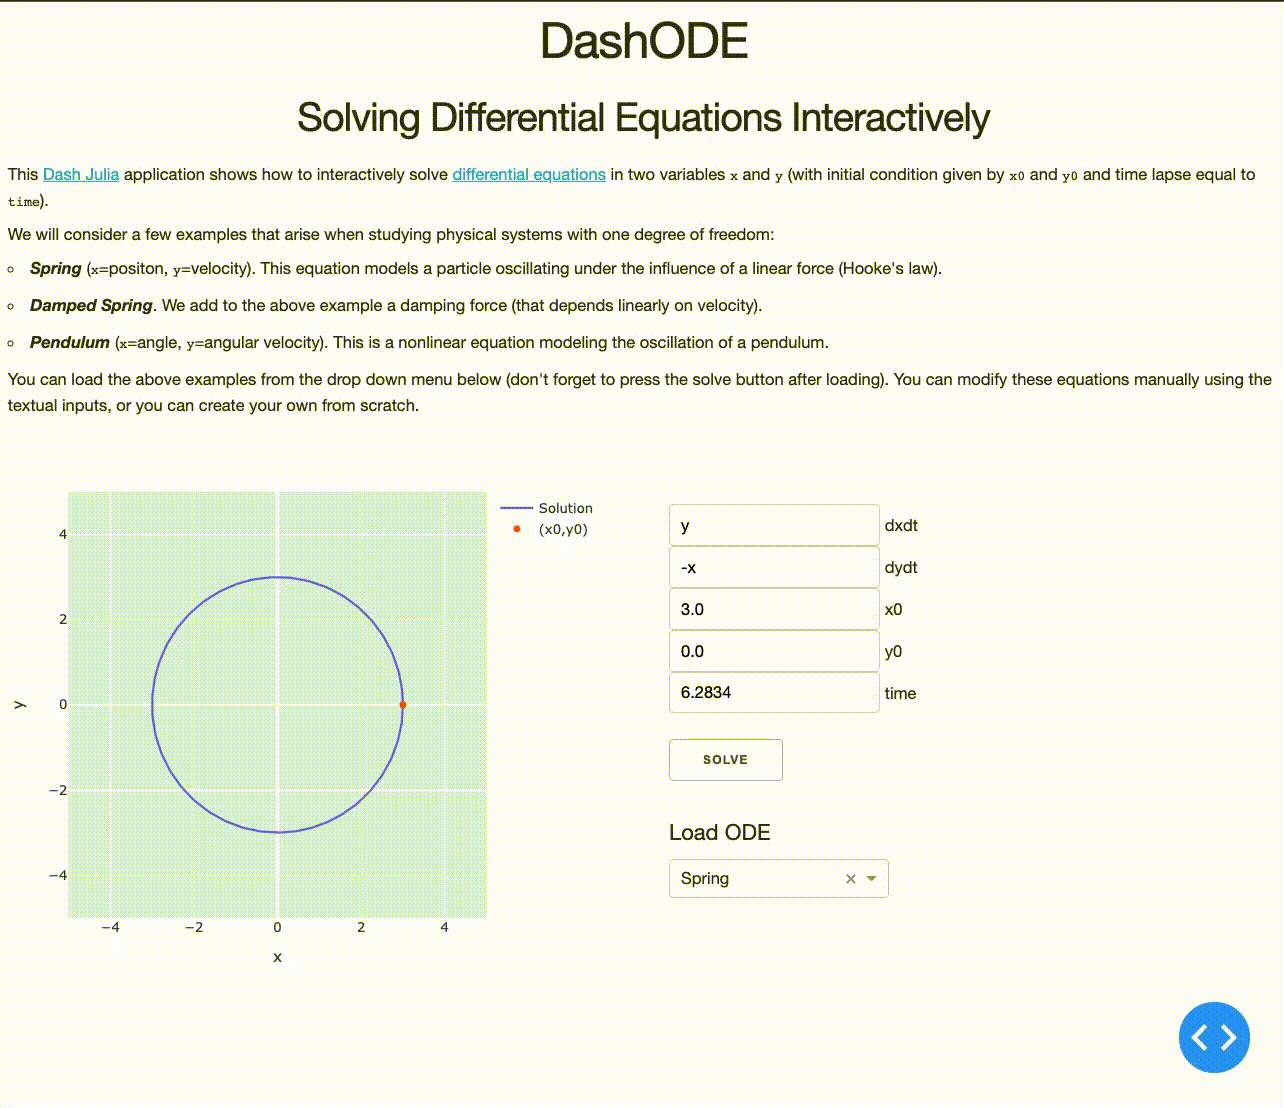 DashODE
Solving Differential Equations Interactively
This Dash Julia application shows how to interactively solve differential equations in two variables x and y (with initial condition given by x0 and y0 and time lapse equal to
time).
We will consider a few examples that arise when studying physical systems with one degree of freedom:
Spring (x=positon, y=velocity). This equation models a particle oscillating under the influence of a linear force (Hooke's law).
Damped Spring. We add to the above example a damping force (that depends linearly on velocity).
Pendulum (x=angle, y=angular velocity). This is a nonlinear equation modeling the oscillation of a pendulum.
You can load the above examples from the drop down menu below (don't forget to press the solve button after loading). You can modify these equations manually using the
textual inputs, or you can create your own from scratch.
4
2
0
−2
−4
y
−4 −2 0 2 4
x
Solution
(x0,y0)
y dxdt
-x dydt
3.0 x0
0.0 y0
6.2834 time
SOLVE
Load ODE
Spring